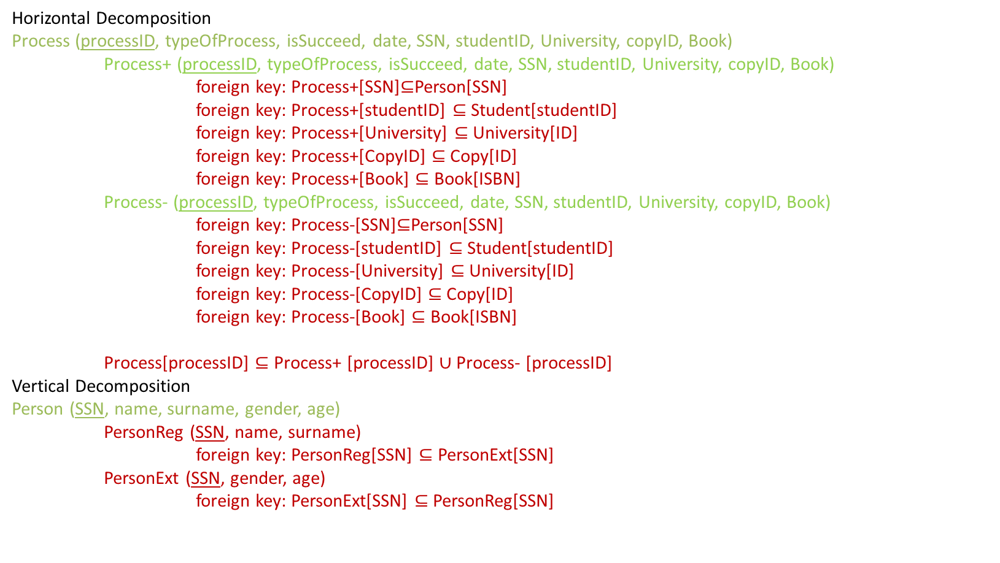 Horizontal Decomposition
Process (processID, typeOfProcess, isSucceed, date, SSN, studentID, University, copyID, Book)
Process+ (processID, typeOfProcess, isSucceed, date, SSN, studentID, University, copyID, Book)
foreign key: Process+[SSN]⊆Person[SSN]
foreign key: Process+[studentID] ⊆ Student[studentID]
foreign key: Process+[University] ⊆ University[ID]
foreign key: Process+[CopyID] ⊆ Copy[ID]
foreign key: Process+[Book] ⊆ Book[ISBN]
Process- (processID, typeOfProcess, isSucceed, date, SSN, studentID, University, copyID, Book)
foreign key: Process-[SSN]⊆Person[SSN]
foreign key: Process-[studentID] ⊆ Student[studentID]
foreign key: Process-[University] ⊆ University[ID]
foreign key: Process-[CopyID] ⊆ Copy[ID]
foreign key: Process-[Book] ⊆ Book[ISBN]
Process[processID] ⊆ Process+ [processID] ∪ Process- [processID]
Vertical Decomposition
Person (SSN, name, surname, gender, age)
PersonReg (SSN, name, surname)
foreign key: PersonReg[SSN] ⊆ PersonExt[SSN]
PersonExt (SSN, gender, age)
foreign key: PersonExt[SSN] ⊆ PersonReg[SSN]